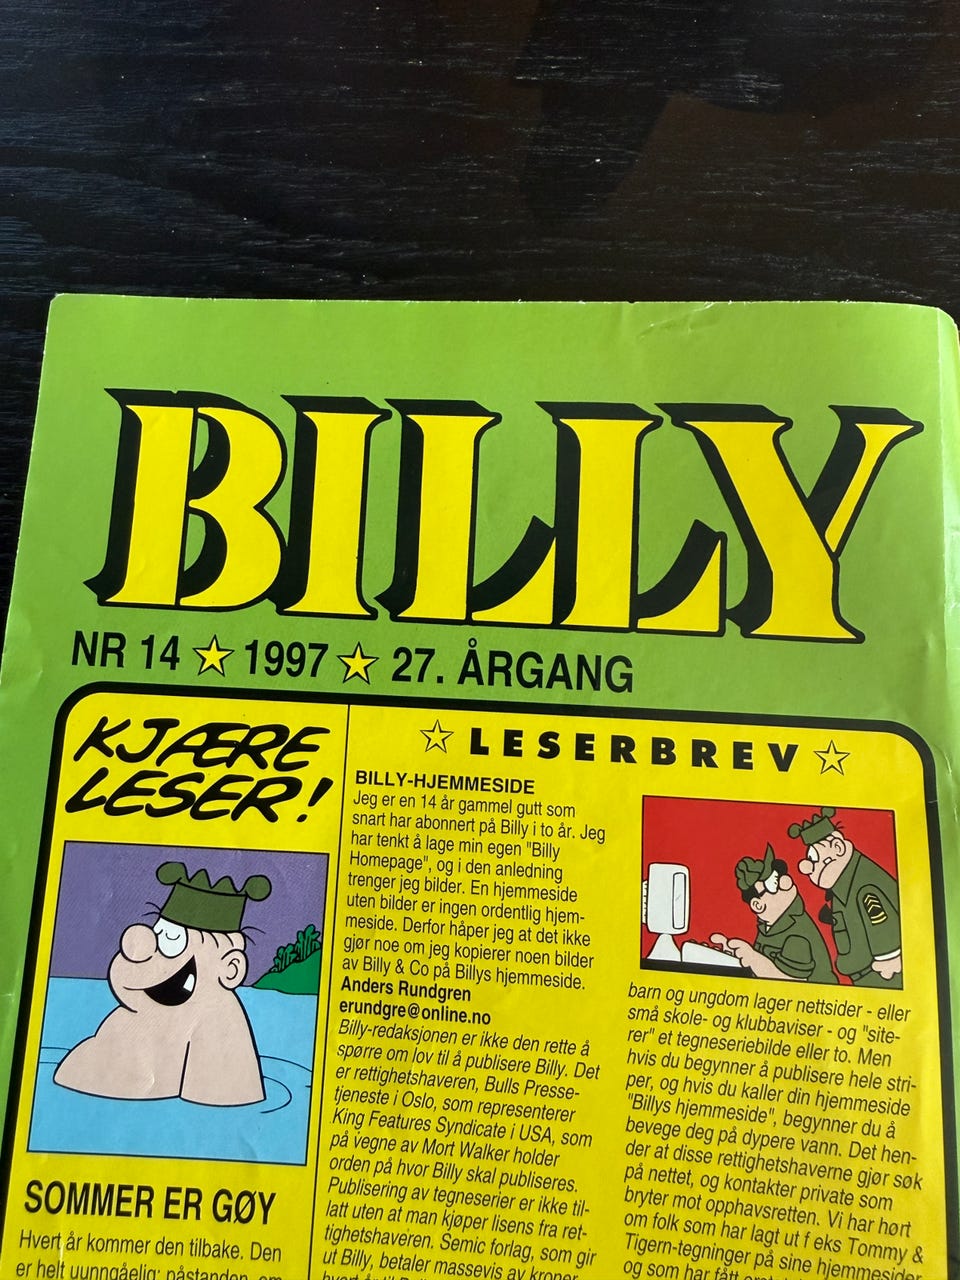 BILLY
NR 14 ☆ 1997 ☆ 27. ÅRGANG
KJÆRE
LESER!
SOMMER ER GØY
Hvert år kommer den tilbake. Den
er helt uunngåelig: påstanden om
☆ LESERBREV ☆
BILLY-HJEMMESIDE
Jeg er en 14 år gammel gutt som
snart har abonnert på Billy i to år. Jeg
har tenkt å lage min egen "Billy
Homepage", og i den anledning
trenger jeg bilder. En hjemmeside
uten bilder er ingen ordentlig hjem-
meside. Derfor håper jeg at det ikke
gjør noe om jeg kopierer noen bilder
av Billy & Co på Billys hjemmeside.
Anders Rundgren
erundgre@online.no
Billy-redaksjonen er ikke den rette å
spørre om lov til å publisere Billy. Det
er rettighetshaveren, Bulls Presse-
tjeneste i Oslo, som representerer
King Features Syndicate i USA, som
på vegne av Mort Walker holder
orden på hvor Billy skal publiseres.
Publisering av tegneserier er ikke til-
latt uten at man kjøper lisens fra ret-
tighetshaveren. Semic forlag, som gir
ut Billy, betaler massevis av kroner
hvert år til
barn og ungdom lager nettsider - eller
små skole- og klubbaviser - og "site-
rer" et tegneseriebilde eller to. Men
hvis du begynner å publisere hele stri-
per, og hvis du kaller din hjemmeside
"Billys hjemmeside", begynner du å
bevege deg på dypere vann. Det hen-
der at disse rettighetshaverne gjør søk
på nettet, og kontakter private som
bryter mot opphavsretten. Vi har hørt
om folk som har lagt ut f eks Tommy &
Tigern-tegninger på sine hjemmesider
og som har fått